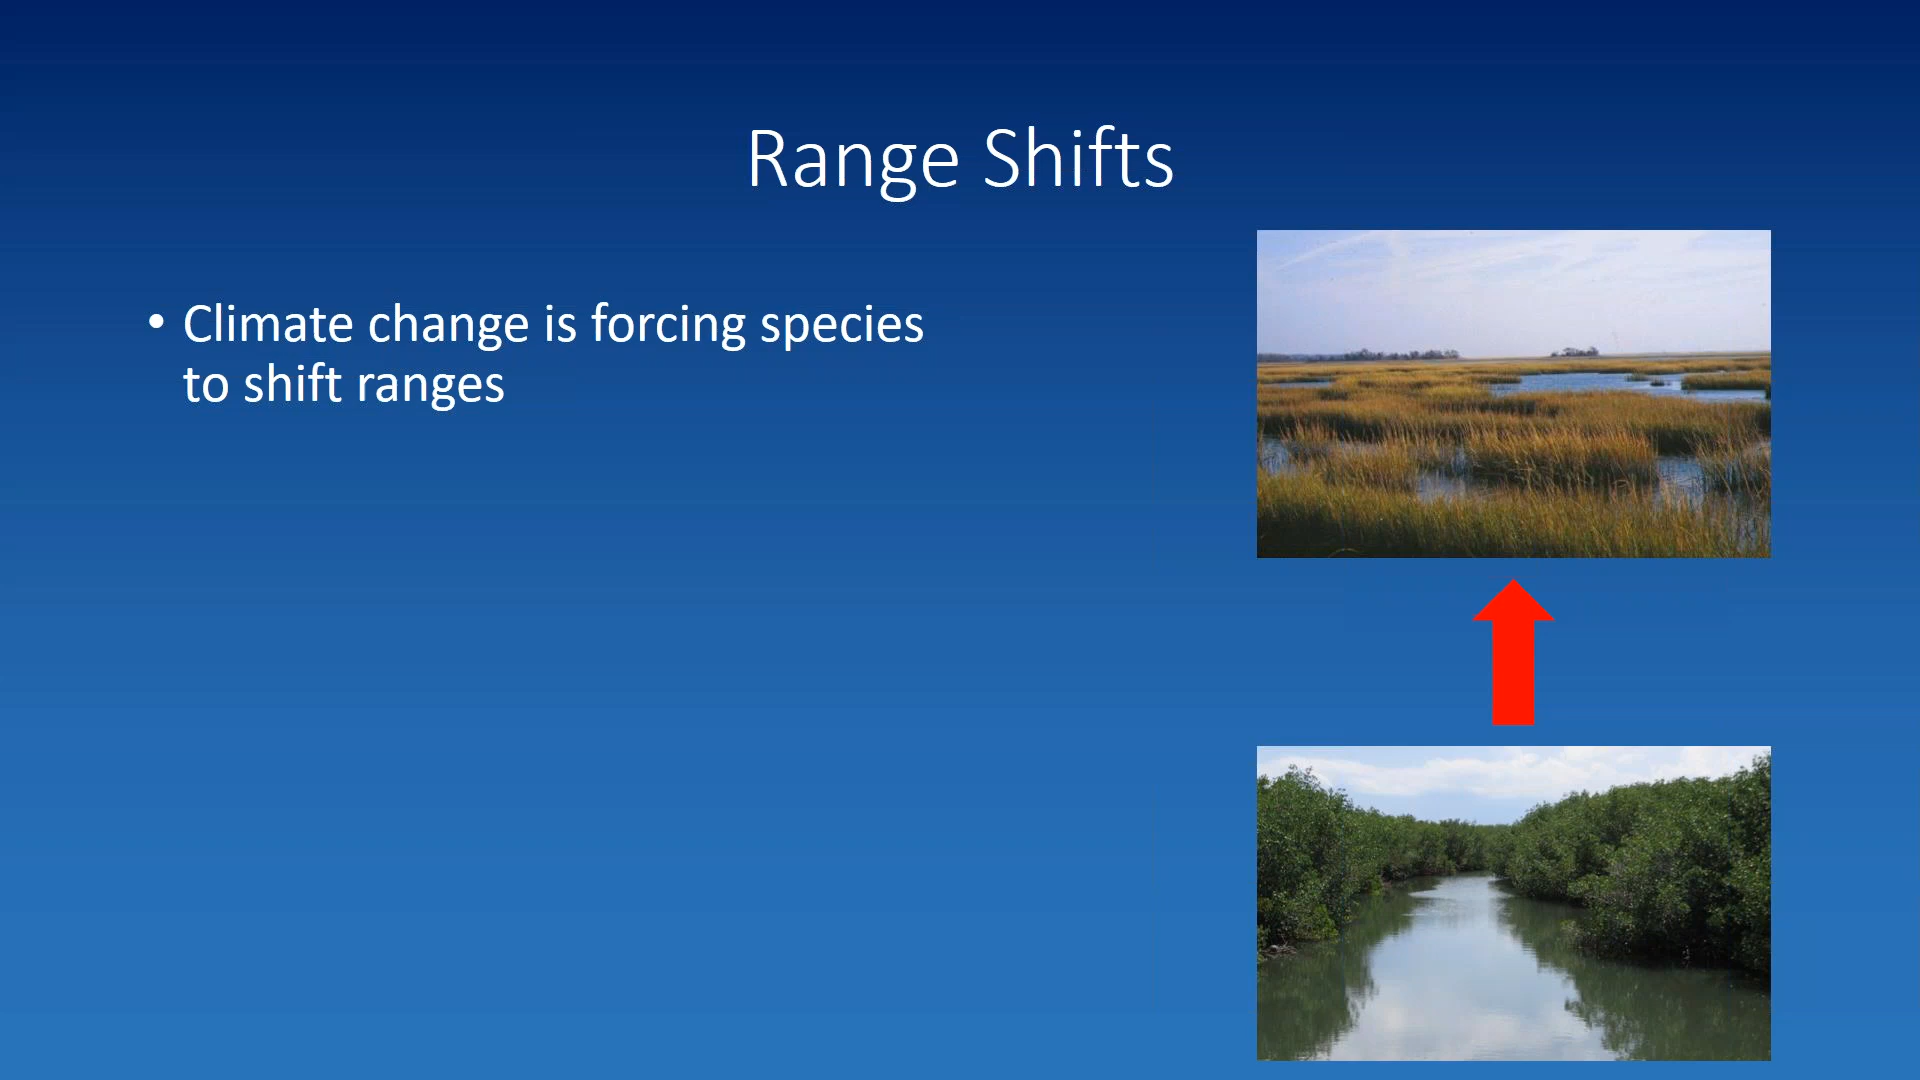 Range Shifts
• Climate change is forcing species
to shift ranges